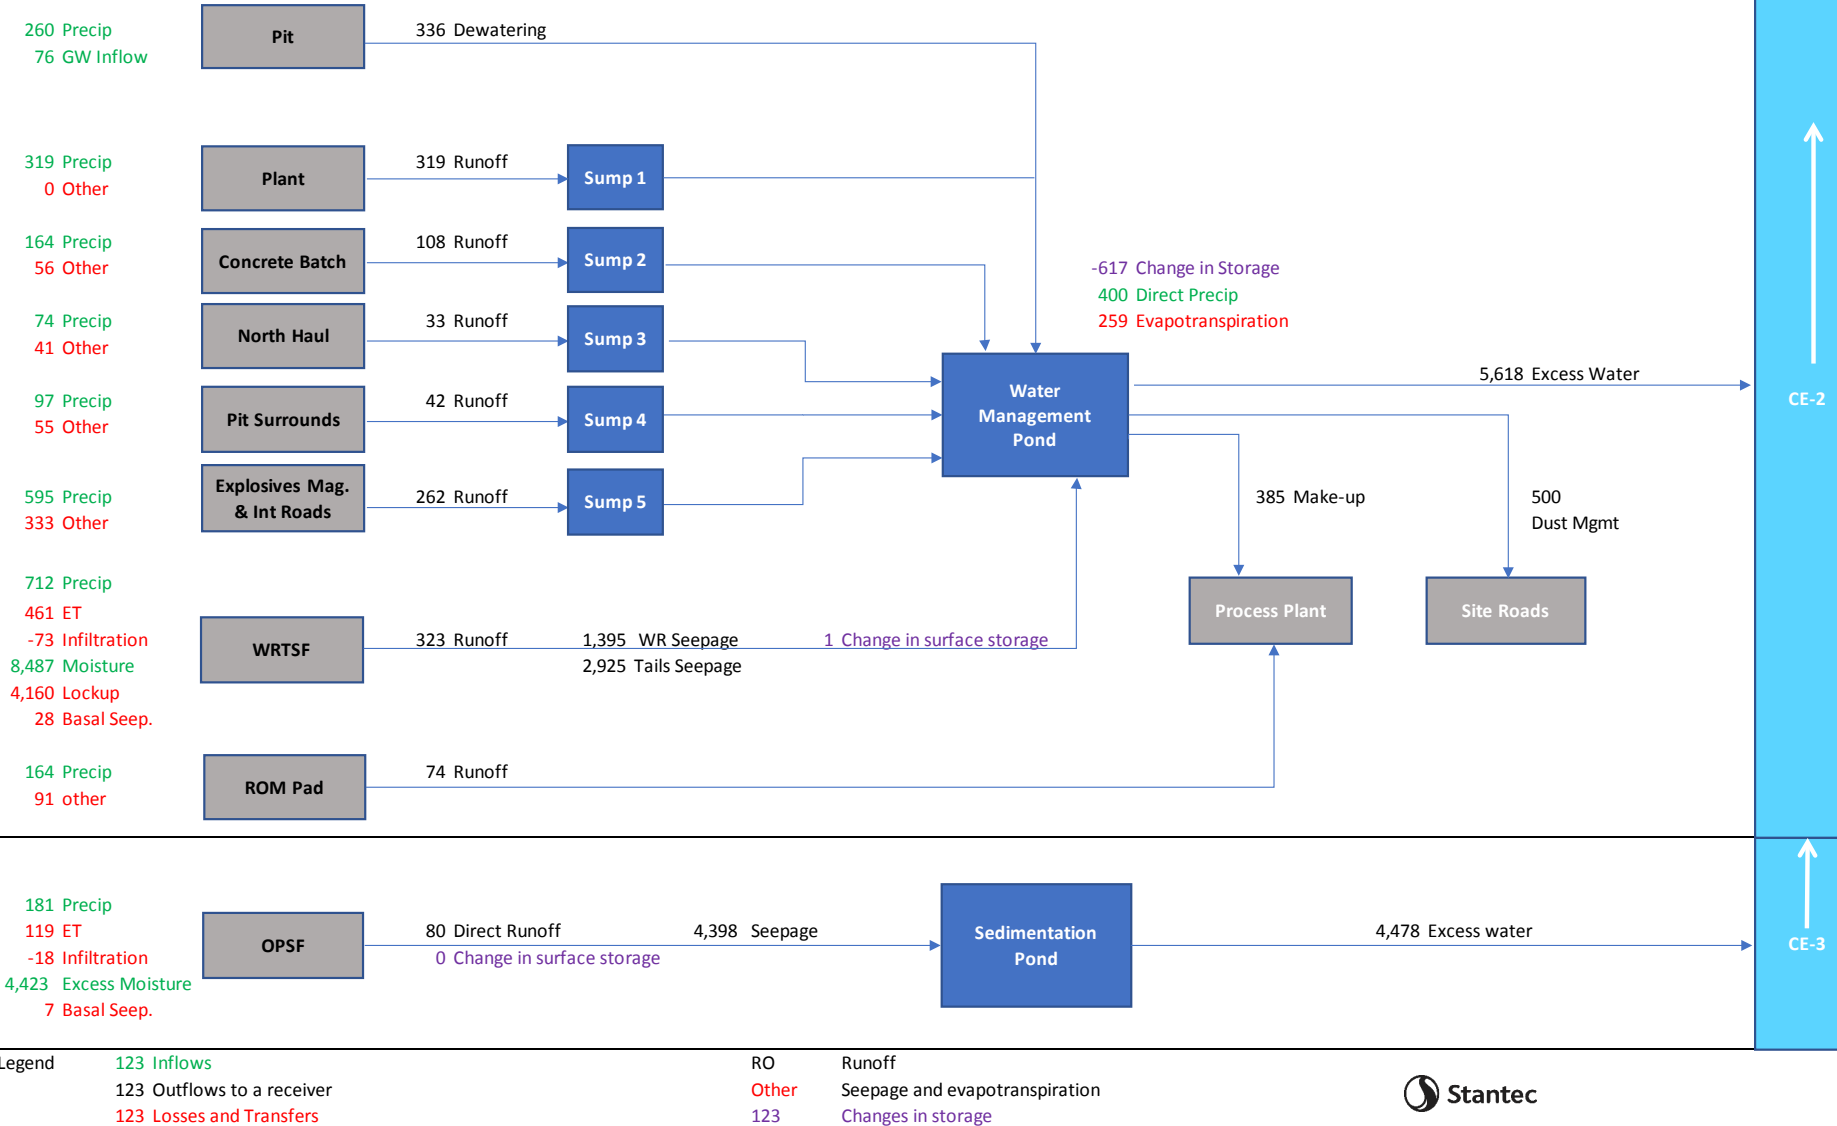 260 Precip
76 GW Inflow
Pit
336 Dewatering
319 Precip
0 Other
Plant
319 Runoff
Sump 1
164 Precip
56 Other
Concrete Batch
108 Runoff
Sump 2
-617 Change in Storage
400 Direct Precip
259 Evapotranspiration
74 Precip
41 Other
North Haul
33 Runoff
Sump 3
97 Precip
55 Other
Pit Surrounds
42 Runoff
Sump 4
Water
Management
Pond
5,618 Excess Water
CE-2
595 Precip
333 Other
Explosives Mag.
& Int Roads
262 Runoff
Sump 5
385 Make-up
500
Dust Mgmt
712 Precip
461 ET
-73 Infiltration
8,487 Moisture
4,160 Lockup
28 Basal Seep.
WRTSF
323 Runoff
1,395 WR Seepage
2,925 Tails Seepage
1 Change in surface storage
Process Plant
Site Roads
164 Precip
91 other
ROM Pad
74 Runoff
181 Precip
119 ET
-18 Infiltration
4,423 Excess Moisture
7 Basal Seep.
OPSF
80 Direct Runoff
0 Change in surface storage
4,398 Seepage
Sedimentation
Pond
4,478 Excess water
CE-3
Legend
123 Inflows
123 Outflows to a receiver
123 Losses and Transfers
RO Runoff
Other Seepage and evapotranspiration
123 Changes in storage
Stantec